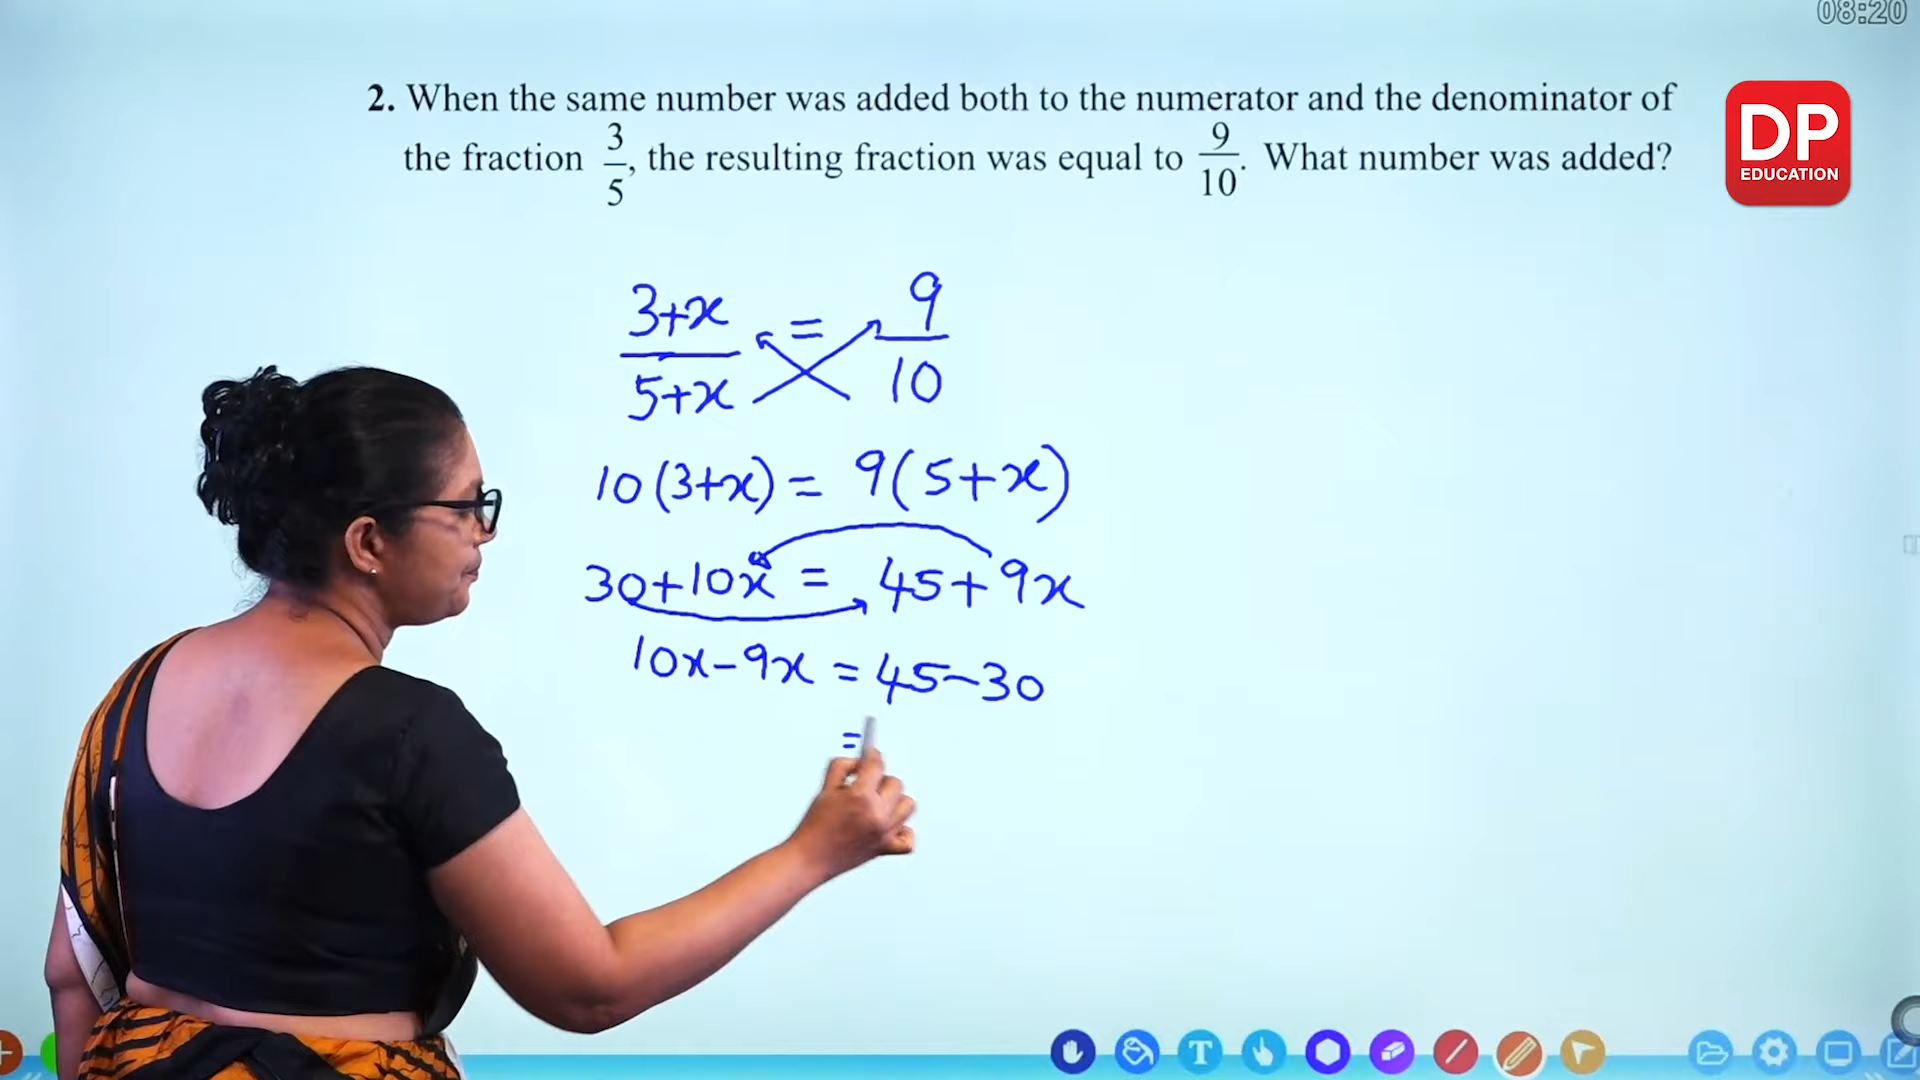 08:20
2. When the same number was added both to the numerator and the denominator of
the fraction 3/5, the resulting fraction was equal to 9/10. What number was added?
DP
EDUCATION
3+x/5+x = 9/10
10(3+x) = 9(5+x)
30+10x = 45+9x
10x-9x = 45-30
=
T